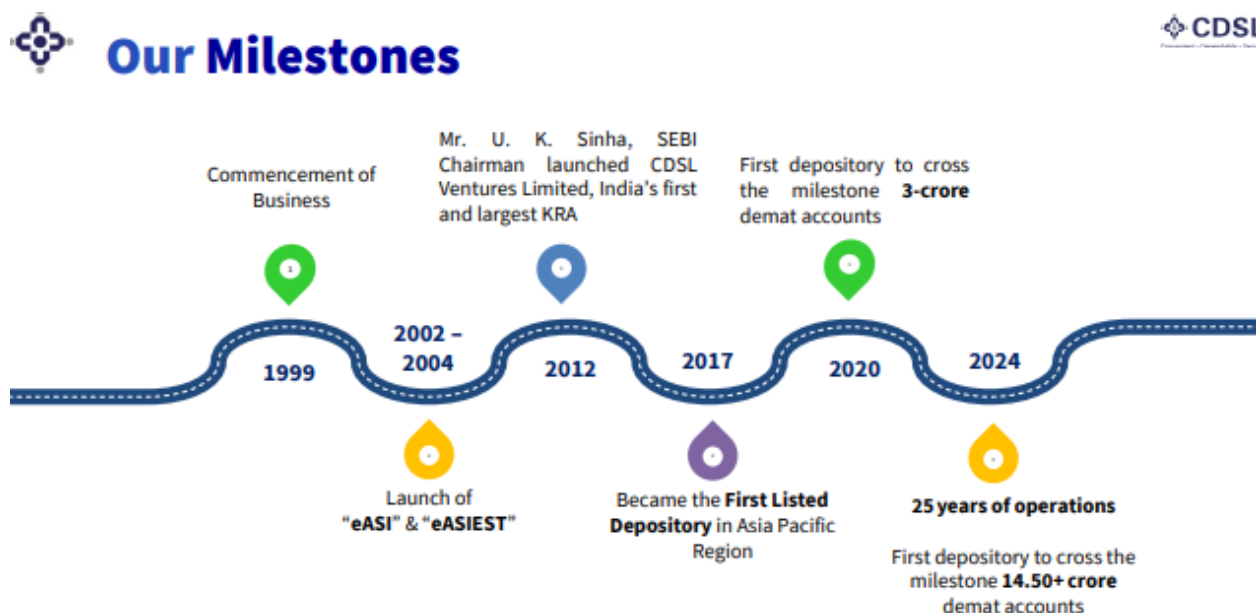 Our Milestones
CDSL
Commencement of
Business
Mr. U. K. Sinha, SEBI
Chairman launched CDSL
Ventures Limited, India’s first
and largest KRA
First depository to cross
the milestone 3-crore
demat accounts
1999
2002 –
2004
2012
2017
2020
2024
Launch of
“eASI” & “eASIEST”
Became the First Listed
Depository in Asia Pacific
Region
25 years of operations
First depository to cross the
milestone 14.50+ crore
demat accounts